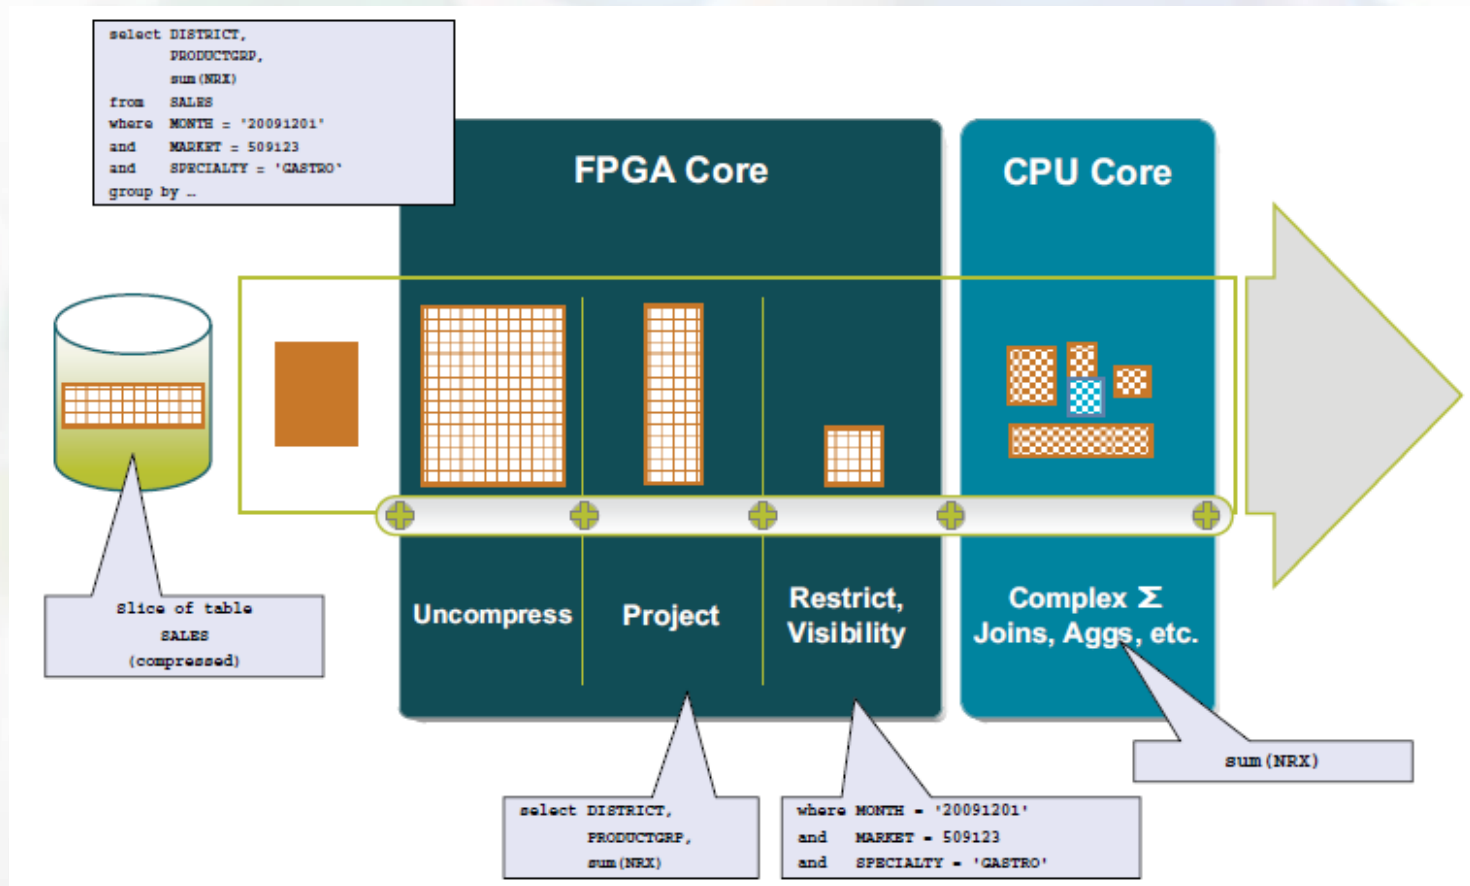 select DISTRICT,
PRODUCTGRP,
sum(NRX)
from SALES
where MONTH = '20091201'
and MARKET = 509123
and SPECIALTY = 'GASTRO'
group by …
FPGA Core
CPU Core
Uncompress
Project
Restrict,
Visibility
Complex Σ
Joins, Aggs, etc.
Slice of table
SALES
(compressed)
select DISTRICT,
PRODUCTGRP,
sum(NRX)
where MONTH = '20091201'
and MARKET = 509123
and SPECIALTY = 'GASTRO'
sum(NRX)